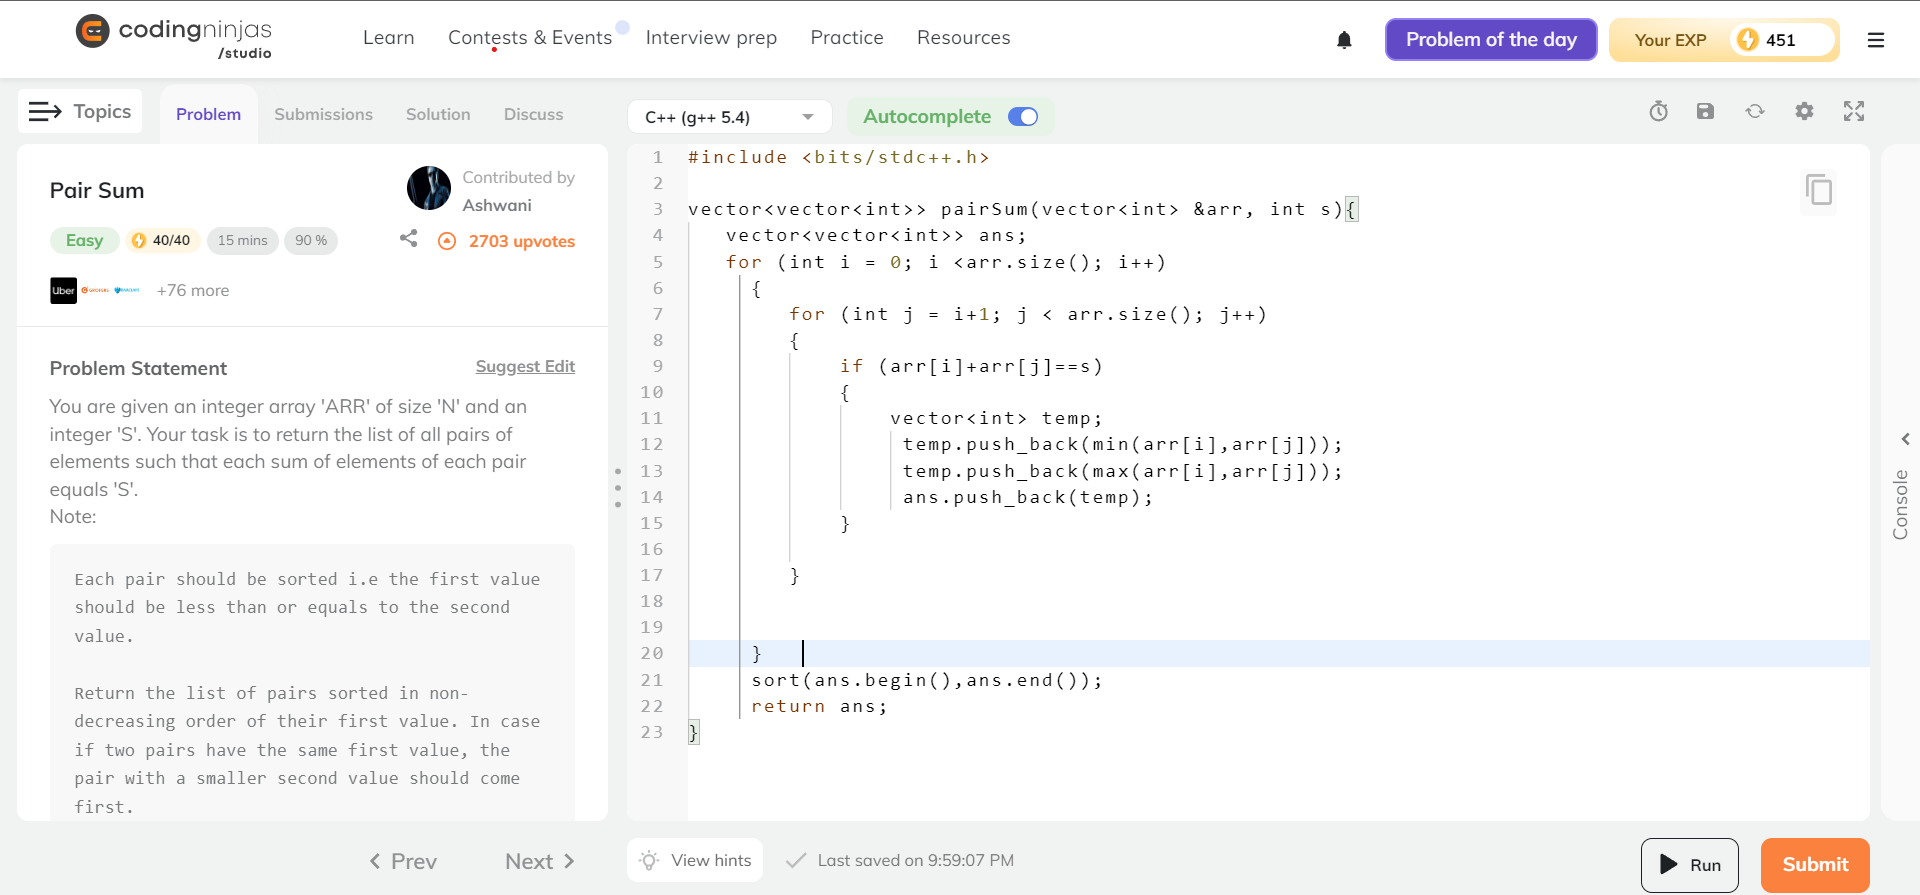 codingninjas
/studio
Learn
Contests & Events
Interview prep
Practice
Resources
Problem of the day
Your EXP
451
Topics
Problem
Submissions
Solution
Discuss
C++ (g++ 5.4)
Autocomplete
Pair Sum
Contributed by
Ashwani
Easy
40/40
15 mins
90 %
2703 upvotes
Uber
+76 more
Problem Statement
Suggest Edit
You are given an integer array 'ARR' of size 'N' and an
integer 'S'. Your task is to return the list of all pairs of
elements such that each sum of elements of each pair
equals 'S'.
Note:
Each pair should be sorted i.e the first value
should be less than or equals to the second
value.
Return the list of pairs sorted in non-
decreasing order of their first value. In case
if two pairs have the same first value, the
pair with a smaller second value should come
first.
1 #include <bits/stdc++.h>
2
3 vector<vector<int>> pairSum(vector<int> &arr, int s){
4 vector<vector<int>> ans;
5 for (int i = 0; i <arr.size(); i++)
6 {
7 for (int j = i+1; j < arr.size(); j++)
8 {
9 if (arr[i]+arr[j]==s)
10 {
11 vector<int> temp;
12 temp.push_back(min(arr[i],arr[j]));
13 temp.push_back(max(arr[i],arr[j]));
14 ans.push_back(temp);
15 }
16
17 }
18
19
20 }
21 sort(ans.begin(),ans.end());
22 return ans;
23 }
Console
Prev
Next
View hints
Last saved on 9:59:07 PM
Run
Submit